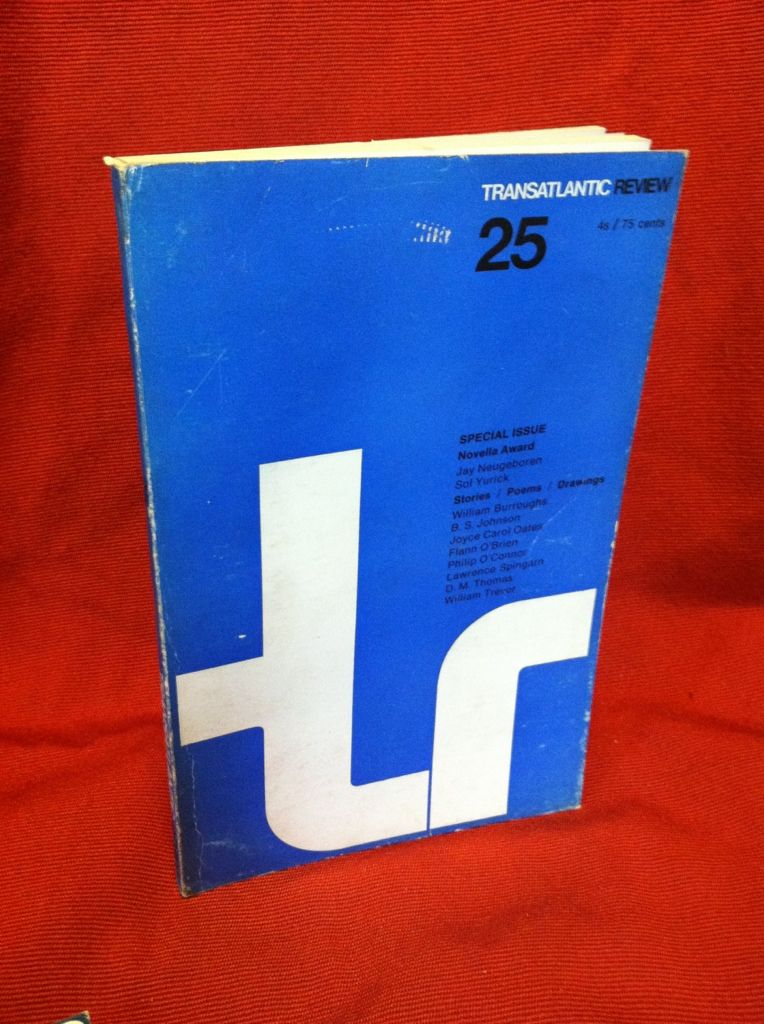 TRANSATLANTIC REVIEW
25
4s / 75 cents
SPECIAL ISSUE
Novella Award
Jay Neugeboren
Sol Yurick
Stories / Poems / Drawings
William Burroughs
B. S. Johnson
Joyce Carol Oates
Flann O'Brien
Philip O'Connor
Lawrence Spingarn
D. M. Thomas
William Trevor
tr